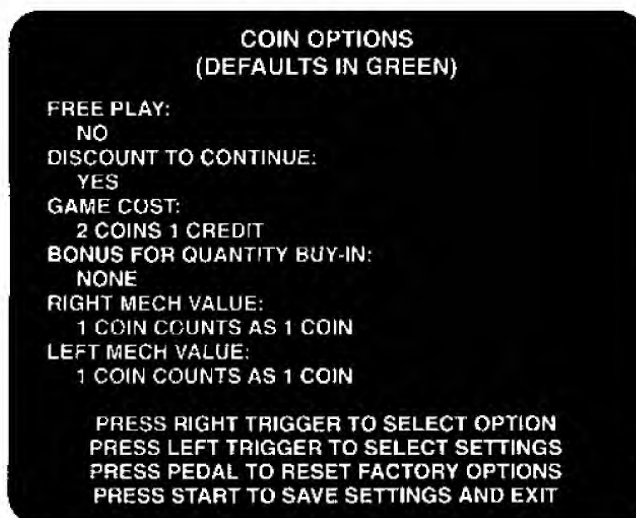 COIN OPTIONS
(DEFAULTS IN GREEN)
FREE PLAY:
NO
DISCOUNT TO CONTINUE:
YES
GAME COST:
2 COINS 1 CREDIT
BONUS FOR QUANTITY BUY-IN:
NONE
RIGHT MECH VALUE:
1 COIN COUNTS AS 1 COIN
LEFT MECH VALUE:
1 COIN COUNTS AS 1 COIN
PRESS RIGHT TRIGGER TO SELECT OPTION
PRESS LEFT TRIGGER TO SELECT SETTINGS
PRESS PEDAL TO RESET FACTORY OPTIONS
PRESS START TO SAVE SETTINGS AND EXIT